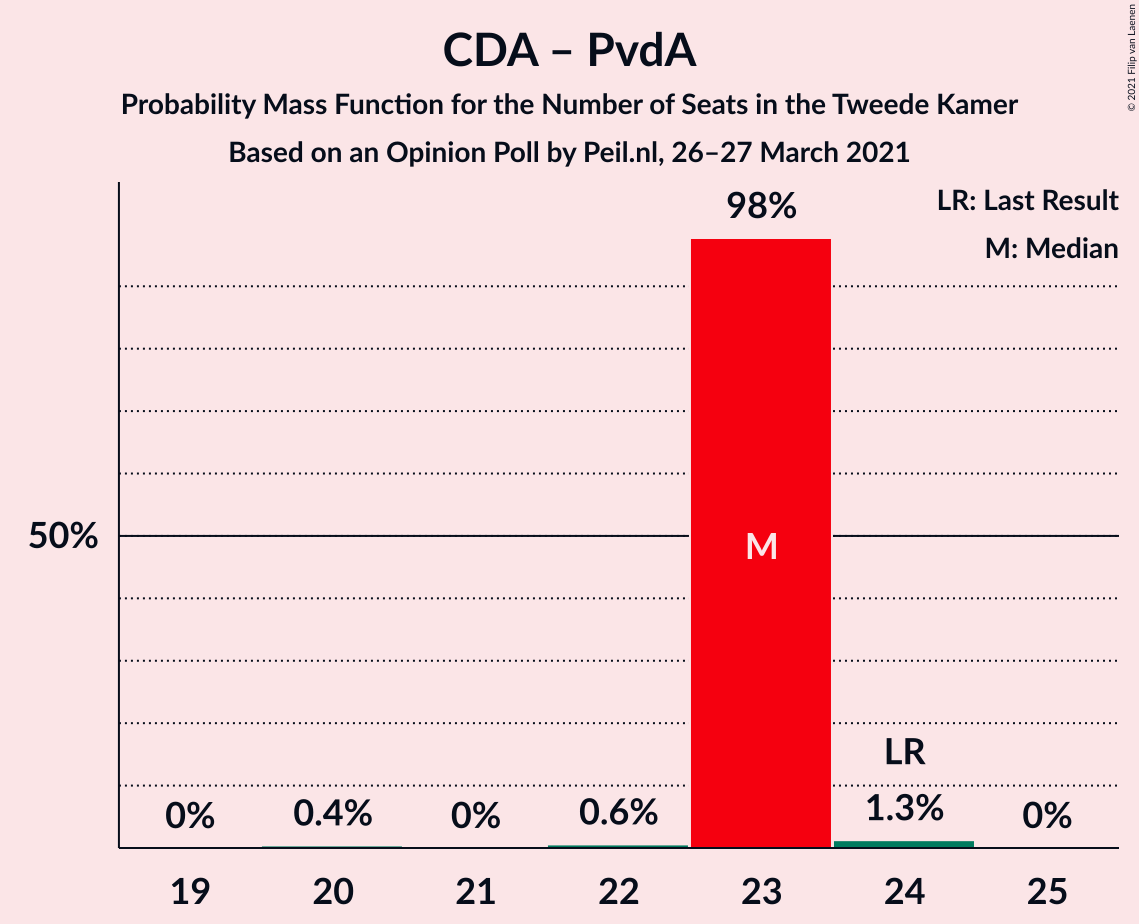 CDA – PvdA
Probability Mass Function for the Number of Seats in the Tweede Kamer
Based on an Opinion Poll by Peil.nl, 26–27 March 2021
© 2021 Filip van Laenen
LR: Last Result
M: Median
98%
50%
M
LR
0%
0.4%
0%
0.6%
1.3%
0%
19
20
21
22
23
24
25